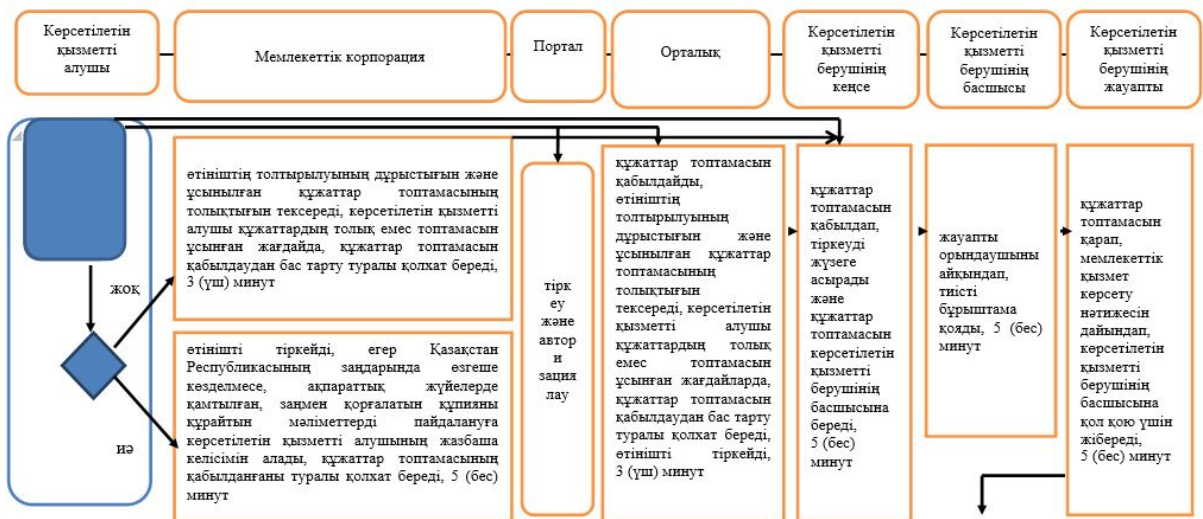 Көрсетілетін
қызметті
алушы
Мемлекеттік корпорация
Портал
Орталық
Көрсетілетін
қызметті
берушінің
кеңсе
Көрсетілетін
қызметті
берушінің
басшысы
Көрсетілетін
қызметті
берушінің
жауапты
жоқ
иә
өтініштің толтырылуының дұрыстығын және
ұсынылған құжаттар топтамасының
толықтығын тексереді, көрсетілетін қызметті
алушы құжаттардың толық емес топтамасын
ұсынған жағдайда, құжаттар топтамасын
қабылдаудан бас тарту туралы қолхат береді,
3 (үш) минут
өтінішті тіркейді, егер Қазақстан
Республикасының заңдарында өзгеше
көзделмесе, ақпараттық жүйелерде
қамтылған, заңмен қорғалатын құпияны
құрайтын мәліметтерді пайдалануға
көрсетілетін қызметті алушының жазбаша
келісімін алады, құжаттар топтамасының
қабылданғаны туралы қолхат береді, 5 (бес)
минут
тірк
еу
және
автор
и
зация
лау
құжаттар топтамасын
қабылдайды,
өтініштің
толтырылуының
дұрыстығын және
ұсынылған құжаттар
топтамасының
толықтығын
тексереді, көрсетілетін
қызметті алушы
құжаттардың толық
емес топтамасын
ұсынған жағдайларда,
құжаттар топтамасын
қабылдаудан бас тарту
туралы қолхат береді,
өтінішті тіркейді,
3 (үш) минут
құжаттар
топтамасын
қабылдап,
тіркеуді
жүзеге
асырады
және
құжаттар
топтамасын
көрсетілетін
қызметті
берушінің
басшысына
береді,
5 (бес)
минут
жауапты
орындаушыны
айқындап,
тиісті
бұрыштама
қояды, 5 (бес)
минут
құжаттар
топтамасын
қарап,
мемлекеттік
қызмет
көрсету
нәтижесін
дайындап,
көрсетілетін
қызметті
берушінің
басшысына
қол қою үшін
жібереді,
5 (бес) минут